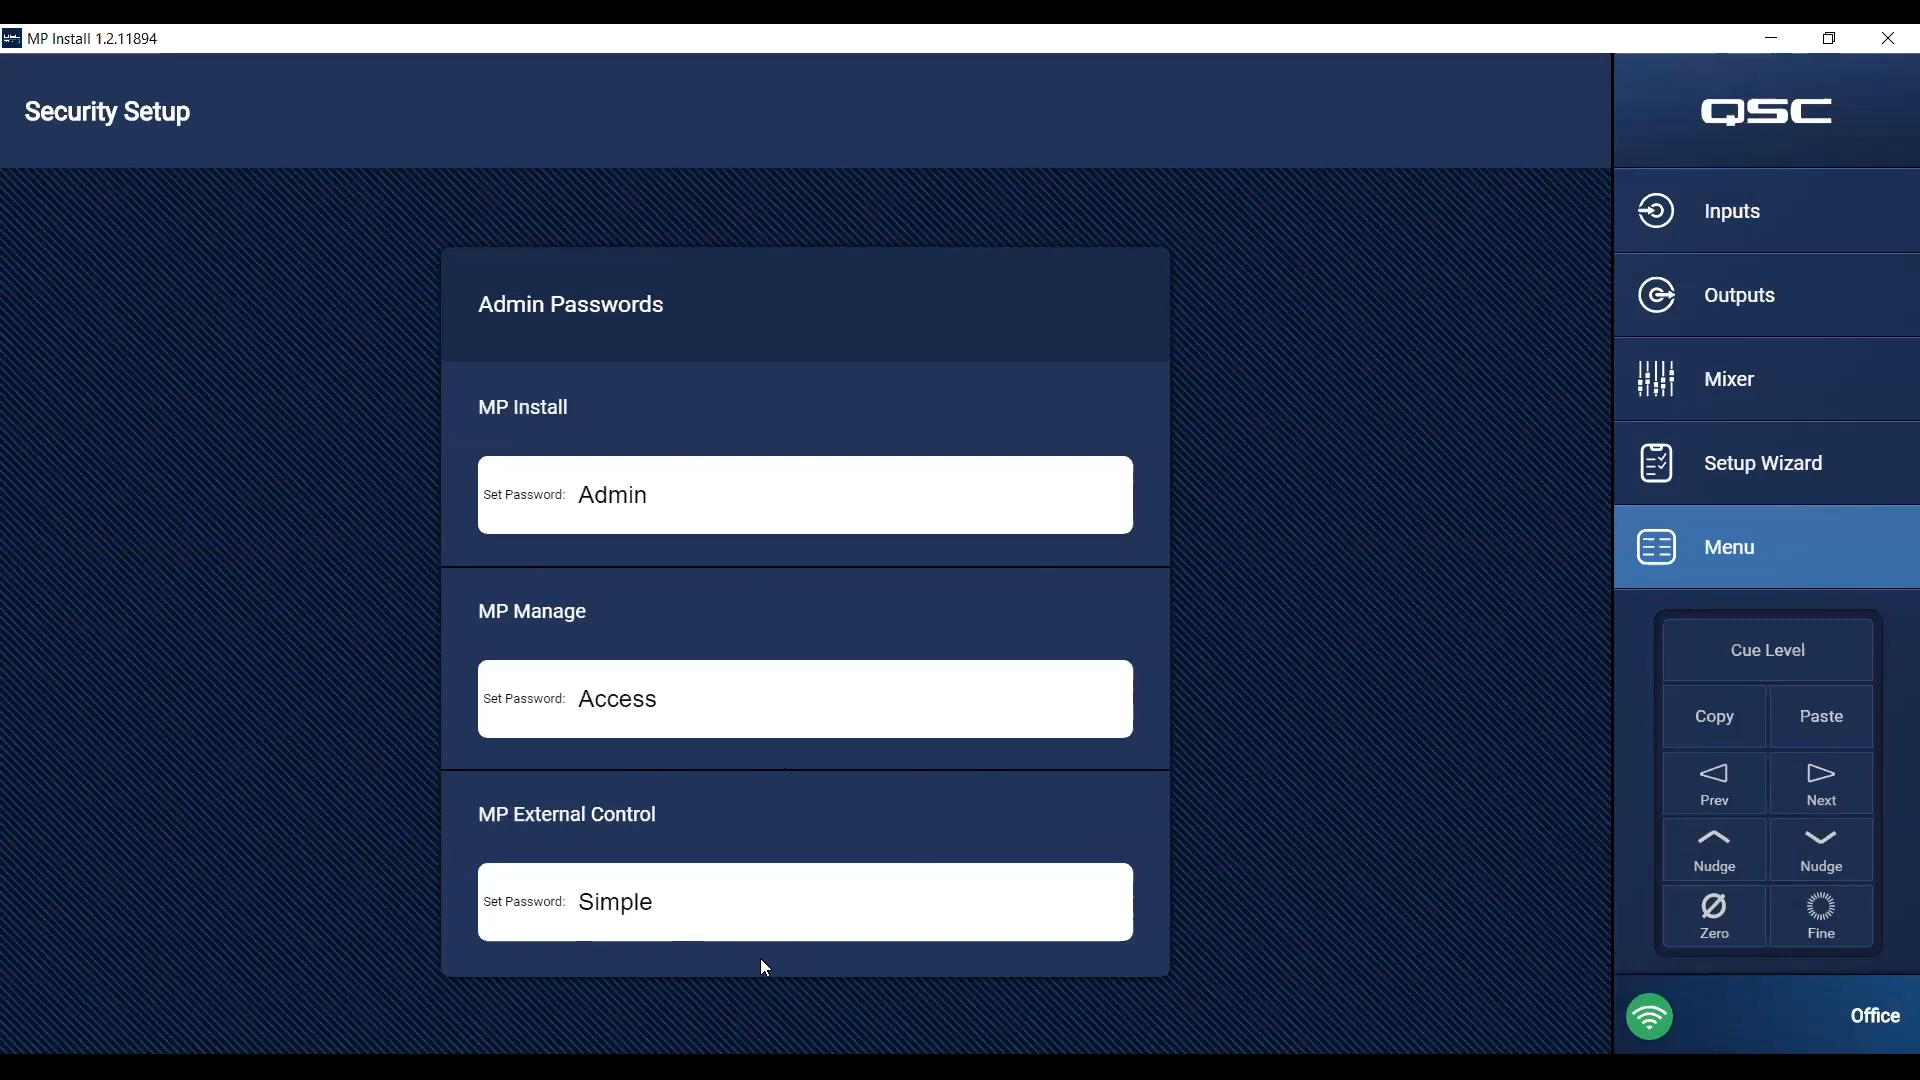 MP Install 1.2.11894
Security Setup
QSC
Inputs
Outputs
Mixer
Setup Wizard
Menu
Admin Passwords
MP Install
Set Password: Admin
MP Manage
Set Password: Access
MP External Control
Set Password: Simple
Cue Level
Copy Paste
Prev Next
Nudge Nudge
Zero Fine
Office